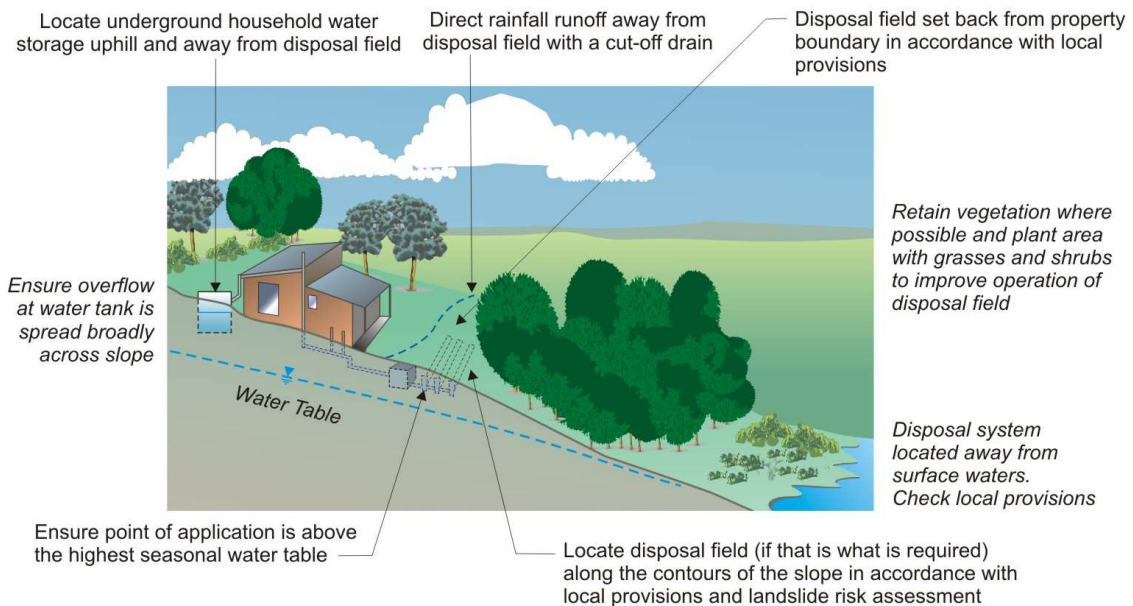 Locate underground household water
storage uphill and away from disposal field
Direct rainfall runoff away from
disposal field with a cut-off drain
Disposal field set back from property
boundary in accordance with local
provisions
Retain vegetation where
possible and plant area
with grasses and shrubs
to improve operation of
disposal field
Ensure overflow
at water tank is
spread broadly
across slope
Water Table
Disposal system
located away from
surface waters.
Check local provisions
Ensure point of application is above
the highest seasonal water table
Locate disposal field (if that is what is required)
along the contours of the slope in accordance with
local provisions and landslide risk assessment